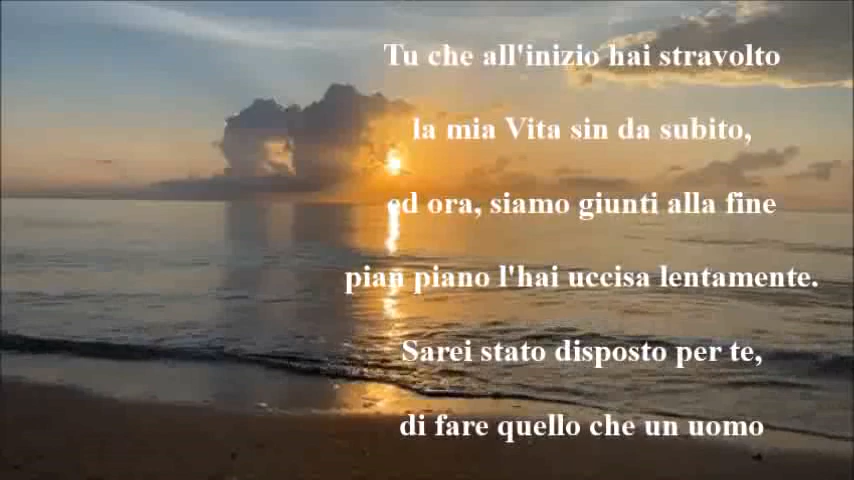 Tu che all'inizio hai stravolto
la mia Vita sin da subito,
ed ora, siamo giunti alla fine
pian piano l'hai uccisa lentamente.
Sarei stato disposto per te,
di fare quello che un uomo